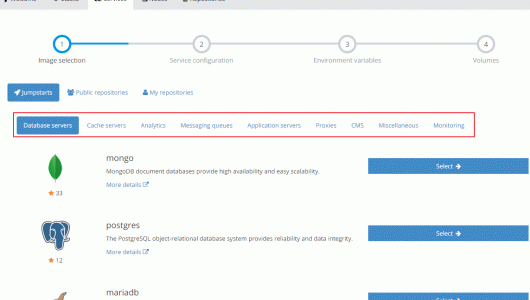 Services
Nodes
Repositories
1
2
3
4
Image selection
Service configuration
Environment variables
Volumes
Jumpstarts
Public repositories
My repositories
Database servers
Cache servers
Analytics
Messaging queues
Application servers
Proxies
CMS
Miscellaneous
Monitoring
mongo
MongoDB document databases provide high availability and easy scalability.
More details
33
Select
postgres
The PostgreSQL object-relational database system provides reliability and data integrity.
More details
12
Select
mariadb